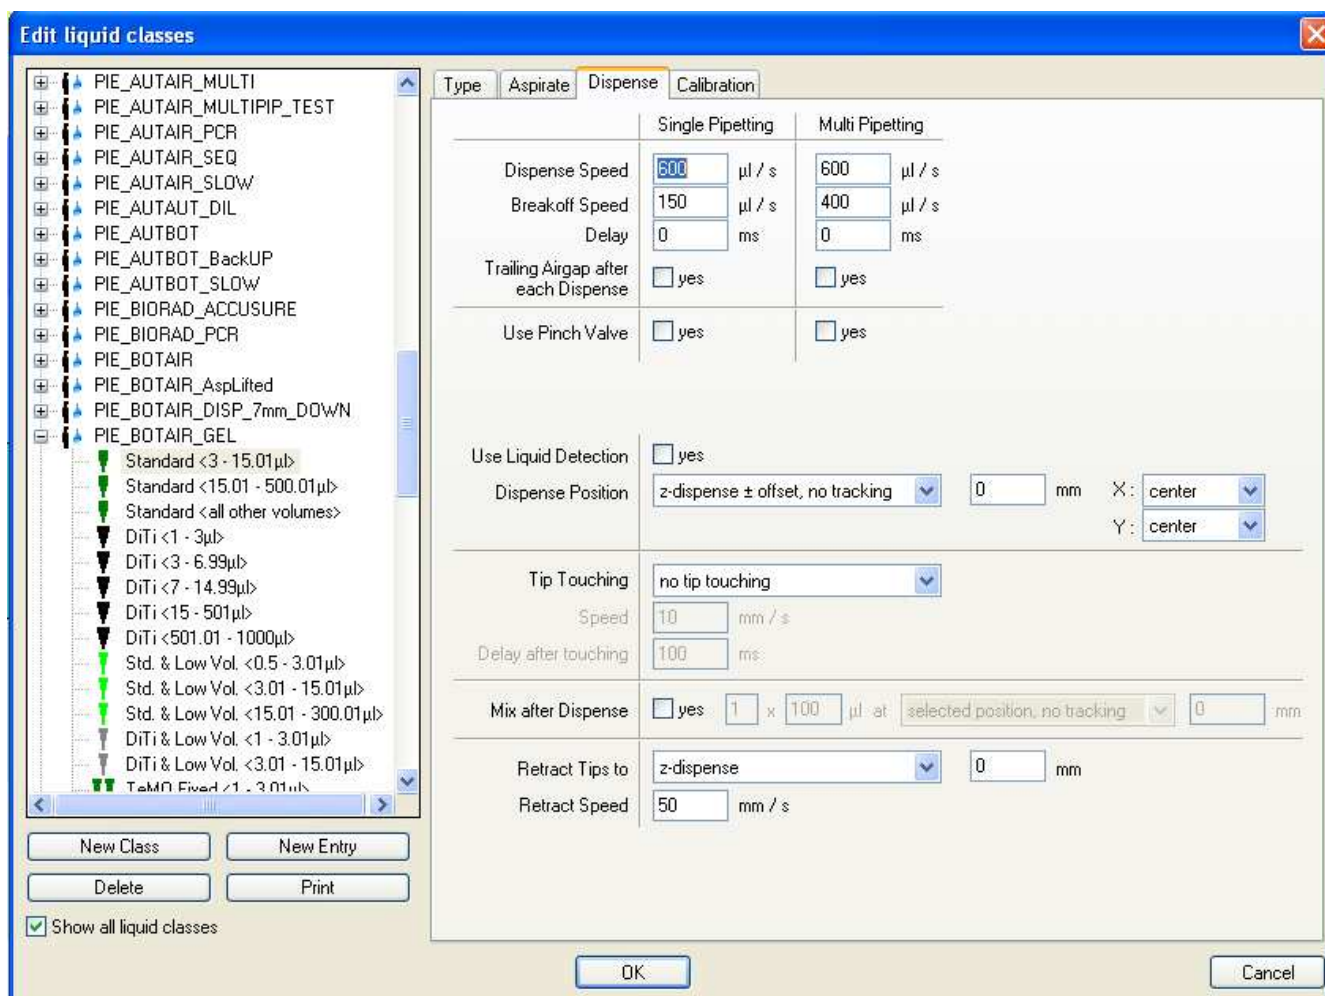 Edit liquid classes
PIE_AUTAIR_MULTI
PIE_AUTAIR_MULTIPIP_TEST
PIE_AUTAIR_PCR
PIE_AUTAIR_SEQ
PIE_AUTAIR_SLOW
PIE_AUTAUT_DIL
PIE_AUTBOT
PIE_AUTBOT_BackUP
PIE_AUTBOT_SLOW
PIE_BIORAD_ACCUSURE
PIE_BIORAD_PCR
PIE_BOTAIR
PIE_BOTAIR_AspLifted
PIE_BOTAIR_DISP_7mm_DOWN
PIE_BOTAIR_GEL
Standard <3 - 15.01µl>
Standard <15.01 - 500.01µl>
Standard <all other volumes>
DiTi <1 - 3µl>
DiTi <3 - 6.99µl>
DiTi <7 - 14.99µl>
DiTi <15 - 501µl>
DiTi <501.01 - 1000µl>
Std. & Low Vol. <0.5 - 3.01µl>
Std. & Low Vol. <3.01 - 15.01µl>
Std. & Low Vol. <15.01 - 300.01µl>
DiTi & Low Vol. <1 - 3.01µl>
DiTi & Low Vol. <3.01 - 15.01µl>
TeMO Fixed <1 - 3.01µl>
New Class New Entry
Delete Print
Show all liquid classes
Type Aspirate Dispense Calibration
Single Pipetting Multi Pipetting
Dispense Speed 600 µl / s 600 µl / s
Breakoff Speed 150 µl / s 400 µl / s
Delay 0 ms 0 ms
Trailing Airgap after
each Dispense yes yes
Use Pinch Valve yes yes
Use Liquid Detection yes
Dispense Position z-dispense ± offset, no tracking 0 mm X: center
Y: center
Tip Touching no tip touching
Speed 10 mm / s
Delay after touching 100 ms
Mix after Dispense yes 1 x 100 µl at selected position, no tracking 0 mm
Retract Tips to z-dispense 0 mm
Retract Speed 50 mm / s
OK Cancel